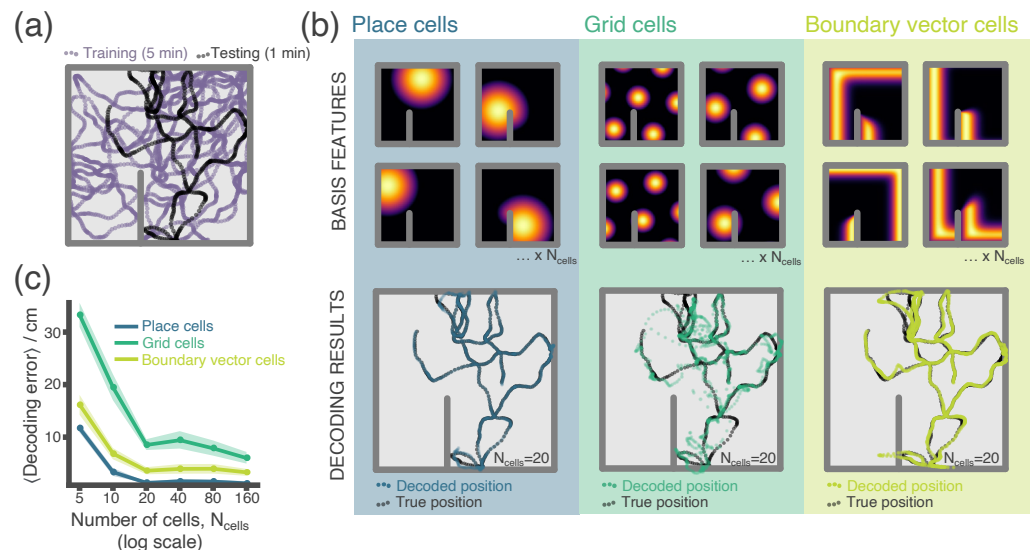 (a)
Training (5 min) Testing (1 min)
(b)
Place cells
Grid cells
Boundary vector cells
BASIS FEATURES
... x Ncells
... x Ncells
... x Ncells
DECODING RESULTS
Ncells=20
Ncells=20
Ncells=20
Decoded position
True position
Decoded position
True position
Decoded position
True position
(c)
⟨Decoding error⟩ / cm
30
20
10
Place cells
Grid cells
Boundary vector cells
5 10 20 40 80 160
Number of cells, Ncells
(log scale)